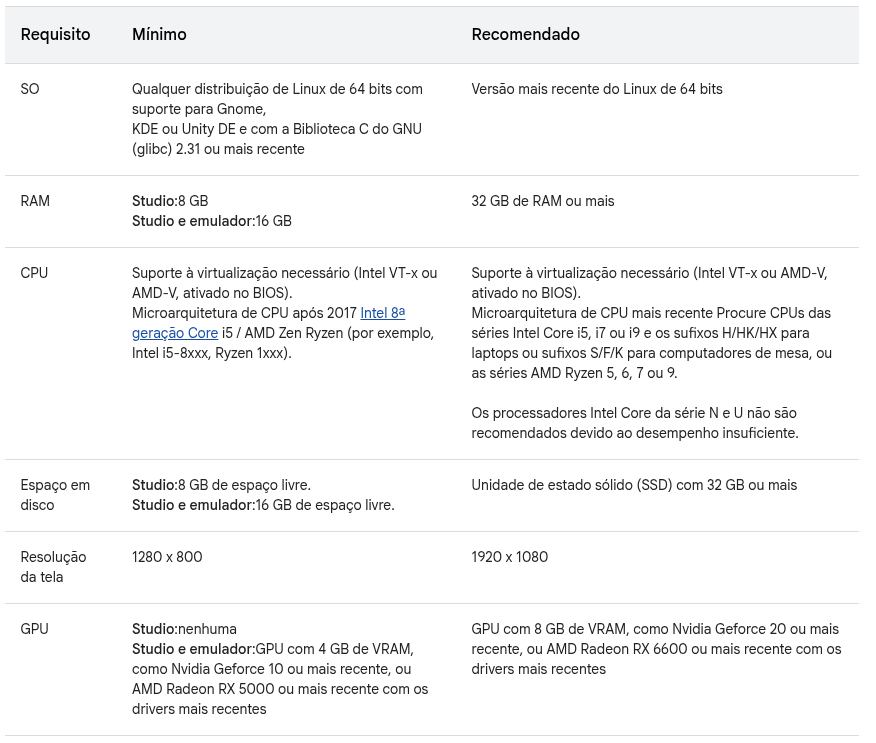 Requisito Mínimo Recomendado
SO
Qualquer distribuição de Linux de 64 bits com
suporte para Gnome,
KDE ou Unity DE e com a Biblioteca C do GNU
(glibc) 2.31 ou mais recente
Versão mais recente do Linux de 64 bits
RAM
Studio:8 GB
Studio e emulador:16 GB
32 GB de RAM ou mais
CPU
Suporte à virtualização necessário (Intel VT-x ou
AMD-V, ativado no BIOS).
Microarquitetura de CPU após 2017 Intel 8ª
geração Core i5 / AMD Zen Ryzen (por exemplo,
Intel i5-8xxx, Ryzen 1xxx).
Suporte à virtualização necessário (Intel VT-x ou AMD-V,
ativado no BIOS).
Microarquitetura de CPU mais recente Procure CPUs das
séries Intel Core i5, i7 ou i9 e os sufixos H/HK/HX para
laptops ou sufixos S/F/K para computadores de mesa, ou
as séries AMD Ryzen 5, 6, 7 ou 9.
Os processadores Intel Core da série N e U não são
recomendados devido ao desempenho insuficiente.
Espaço em
disco
Studio:8 GB de espaço livre.
Studio e emulador:16 GB de espaço livre.
Unidade de estado sólido (SSD) com 32 GB ou mais
Resolução
da tela
1280 x 800
1920 x 1080
GPU
Studio:nenhuma
Studio e emulador:GPU com 4 GB de VRAM,
como Nvidia Geforce 10 ou mais recente, ou
AMD Radeon RX 5000 ou mais recente com os
drivers mais recentes
GPU com 8 GB de VRAM, como Nvidia Geforce 20 ou mais
recente, ou AMD Radeon RX 6600 ou mais recente com os
drivers mais recentes